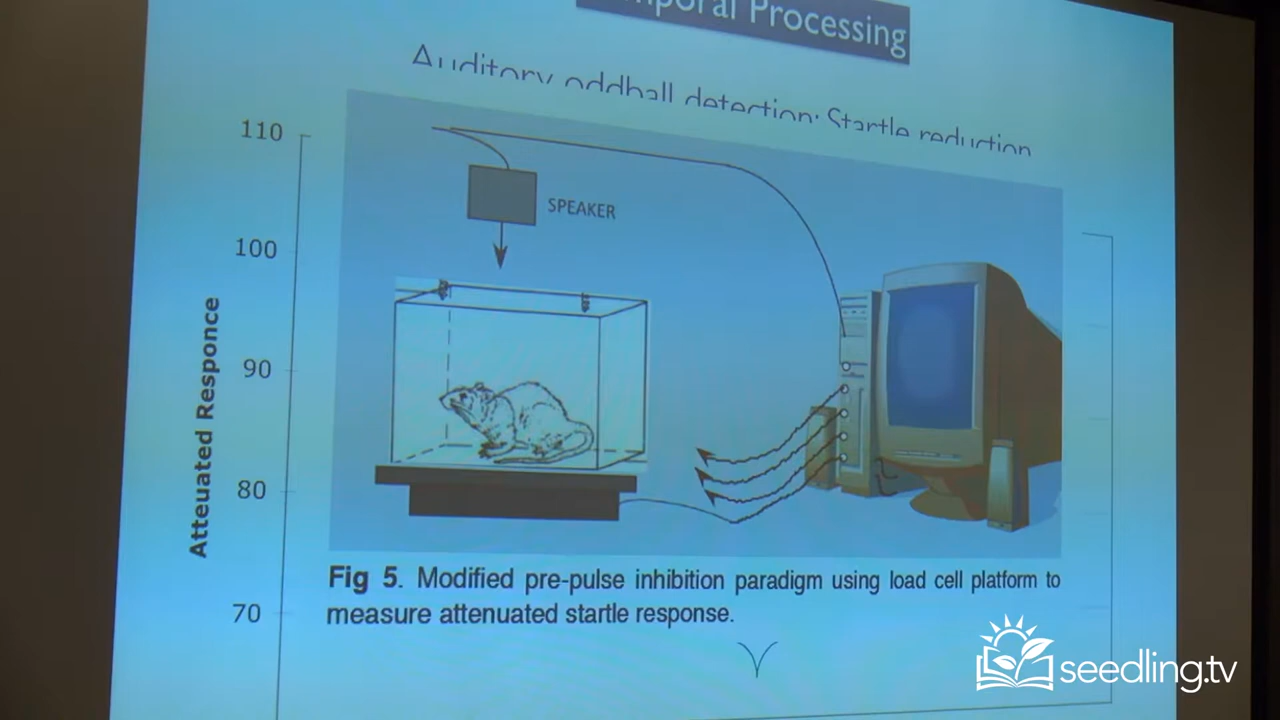 Processing
Auditory oddball detection: Startle reduction
110
SPEAKER
100
90
Atteuated Responce
80
70
Fig 5. Modified pre-pulse inhibition paradigm using load cell platform to
measure attenuated startle response.
seedling.tv